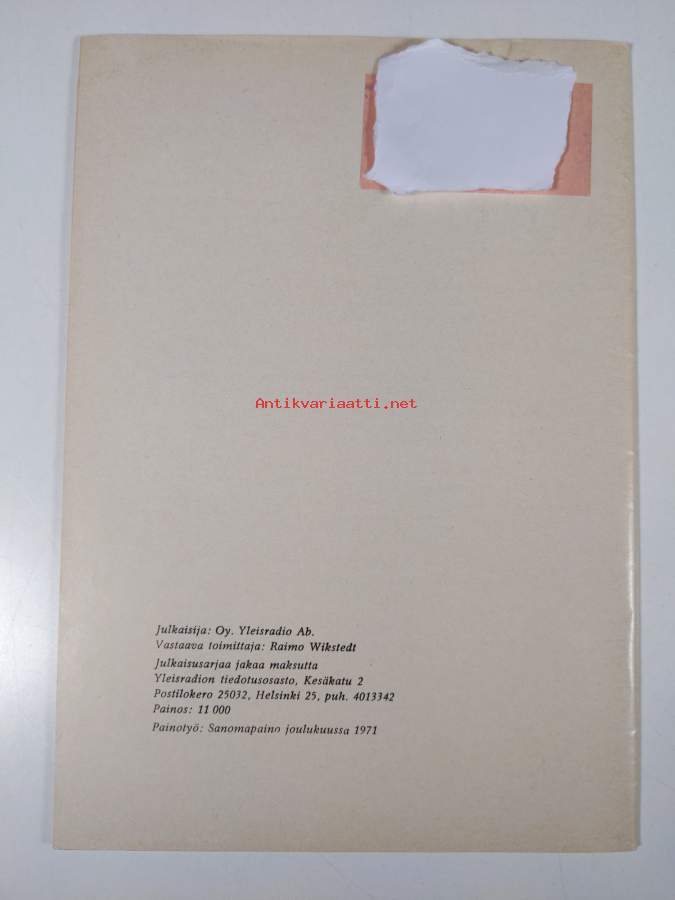 Antikvariaatti.net
Julkaisija: Oy. Yleisradio Ab.
Vastaava toimittaja: Raimo Wikstedt
Julkaisusarjaa jakaa maksutta
Yleisradion tiedotusosasto, Kesäkatu 2
Postilokero 25032, Helsinki 25, puh. 4013342
Painos: 11 000
Painotyö: Sanomapaino joulukuussa 1971